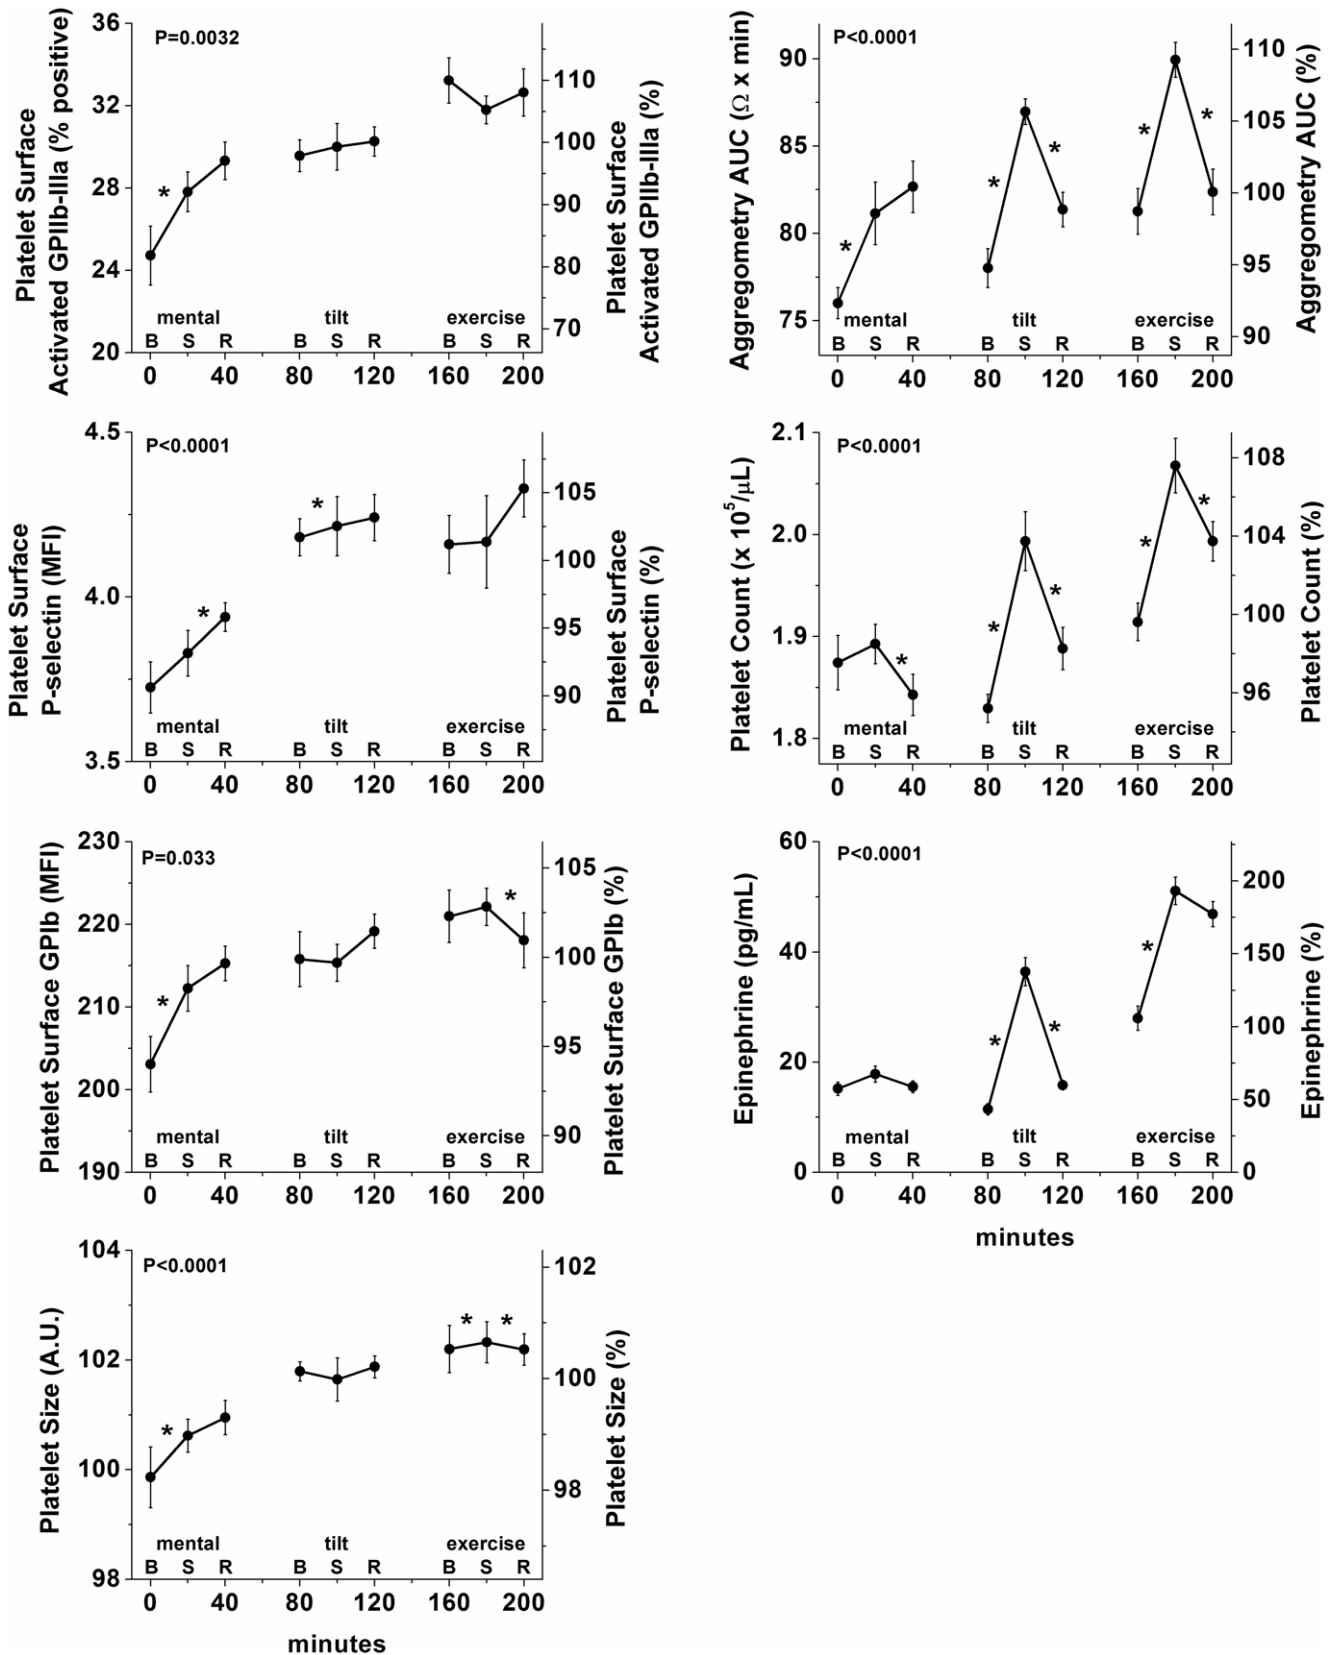 Platelet Surface
Activated GPIIb-IIIa (% positive)
36
32
28
24
20
P=0.0032
mental
tilt
exercise
B S R B S R B S R
0 40 80 120 160 200
110
100
90
80
70
Platelet Surface
Activated GPIIb-IIIa (%)
Aggregometry AUC (Ω x min)
90
85
80
75
P<0.0001
* * * * *
mental
tilt
exercise
B S R B S R B S R
0 40 80 120 160 200
110
105
100
95
90
Aggregometry AUC (%)
Platelet Surface
P-selectin (MFI)
4.5
4.0
3.5
P<0.0001
* *
mental
tilt
exercise
B S R B S R B S R
0 40 80 120 160 200
105
100
95
90
Platelet Surface
P-selectin (%)
Platelet Count (x 10⁵/μL)
2.1
2.0
1.9
1.8
P<0.0001
* * * * *
mental
tilt
exercise
B S R B S R B S R
0 40 80 120 160 200
108
104
100
96
Platelet Count (%)
Platelet Surface GPIb (MFI)
230
220
210
200
190
P=0.033
* *
mental
tilt
exercise
B S R B S R B S R
0 40 80 120 160 200
105
100
95
90
Platelet Surface GPIb (%)
Epinephrine (pg/mL)
60
40
20
0
P<0.0001
* * *
mental
tilt
exercise
B S R B S R B S R
0 40 80 120 160 200
minutes
200
150
100
50
0
Epinephrine (%)
Platelet Size (A.U.)
104
102
100
98
P<0.0001
* * *
mental
tilt
exercise
B S R B S R B S R
0 40 80 120 160 200
minutes
102
100
98
Platelet Size (%)